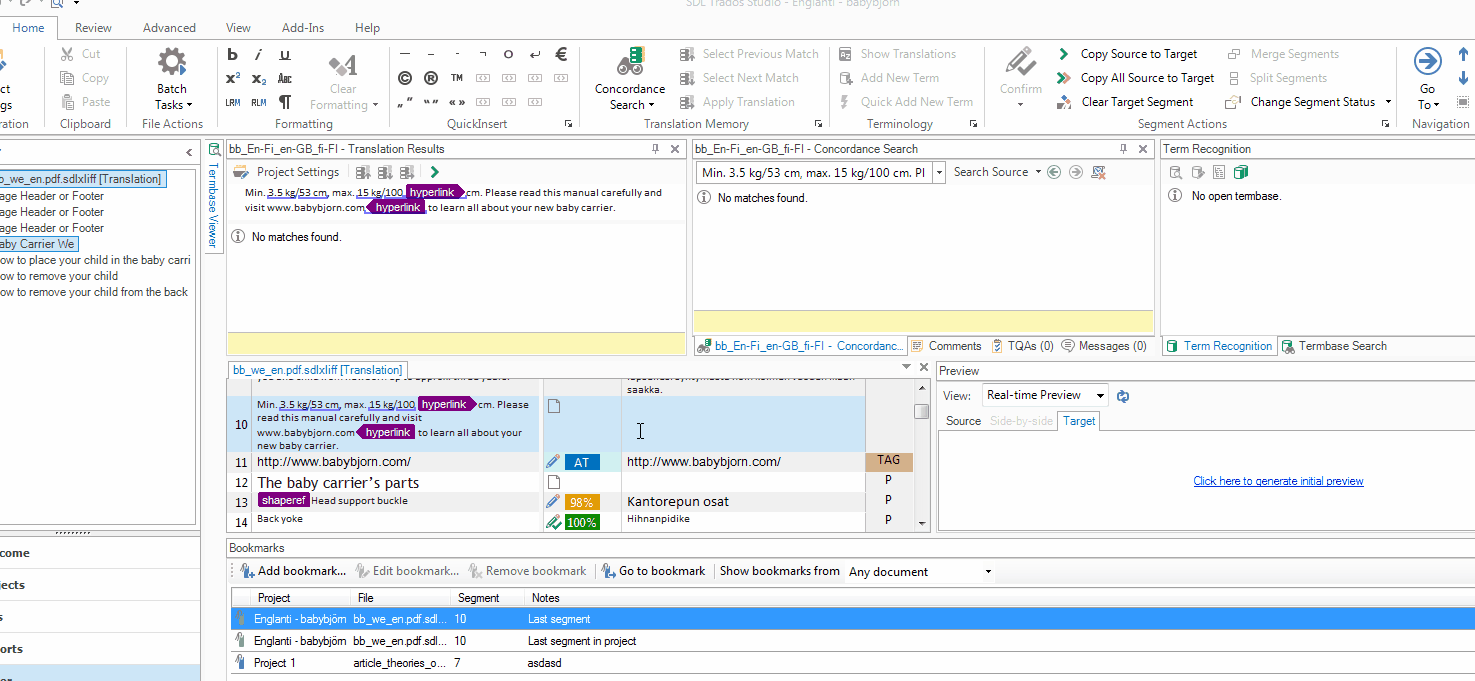 SDL Trados Studio - Englanti - babybjörn
Home Review Advanced View Add-Ins Help
Cut
Copy
Paste
Clipboard
Batch
Tasks
File Actions
b i U
x² x₂ ABC
LRM RLM ¶
Clear
Formatting
Formatting
€
© ® TM
QuickInsert
Concordance
Search
Select Previous Match
Select Next Match
Apply Translation
Translation Memory
Show Translations
Add New Term
Quick Add New Term
Terminology
Confirm
Copy Source to Target
Copy All Source to Target
Clear Target Segment
Merge Segments
Split Segments
Change Segment Status
Segment Actions
Go
To
Navigation
o_we_en.pdf.sdlxliff [Translation]
age Header or Footer
age Header or Footer
age Header or Footer
aby Carrier We
ow to place your child in the baby carri
ow to remove your child
ow to remove your child from the back
come
jects
s
orts
Termbase Viewer
bb_En-Fi_en-GB_fi-FI - Translation Results
Project Settings
Min. 3.5 kg/53 cm, max. 15 kg/100 hyperlink cm. Please read this manual carefully and
visit www.babybjorn.com hyperlink to learn all about your new baby carrier.
No matches found.
bb_En-Fi_en-GB_fi-FI - Concordance Search
Min. 3.5 kg/53 cm, max. 15 kg/100 cm. Pl Search Source
No matches found.
bb_En-Fi_en-GB_fi-FI - Concordanc... Comments TQAs (0) Messages (0)
Term Recognition
No open termbase.
Term Recognition Termbase Search
bb_we_en.pdf.sdlxliff [Translation]
saakka.
10 Min. 3.5 kg/53 cm, max. 15 kg/100 hyperlink cm. Please
read this manual carefully and visit
www.babybjorn.com hyperlink to learn all about your
new baby carrier.
11 http://www.babybjorn.com/ AT http://www.babybjorn.com/ TAG
12 The baby carrier’s parts P
13 shaperef Head support buckle 98% Kantorepun osat P
14 Back yoke 100% Hihnanpidike P
Preview
View: Real-time Preview
Source Side-by-side Target
Click here to generate initial preview
Bookmarks
Add bookmark... Edit bookmark... Remove bookmark Go to bookmark Show bookmarks from Any document
Project File Segment Notes
Englanti - babybjörn bb_we_en.pdf.sdl... 10 Last segment
Englanti - babybjörn bb_we_en.pdf.sdl... 10 Last segment in project
Project 1 article_theories_o... 7 asdasd